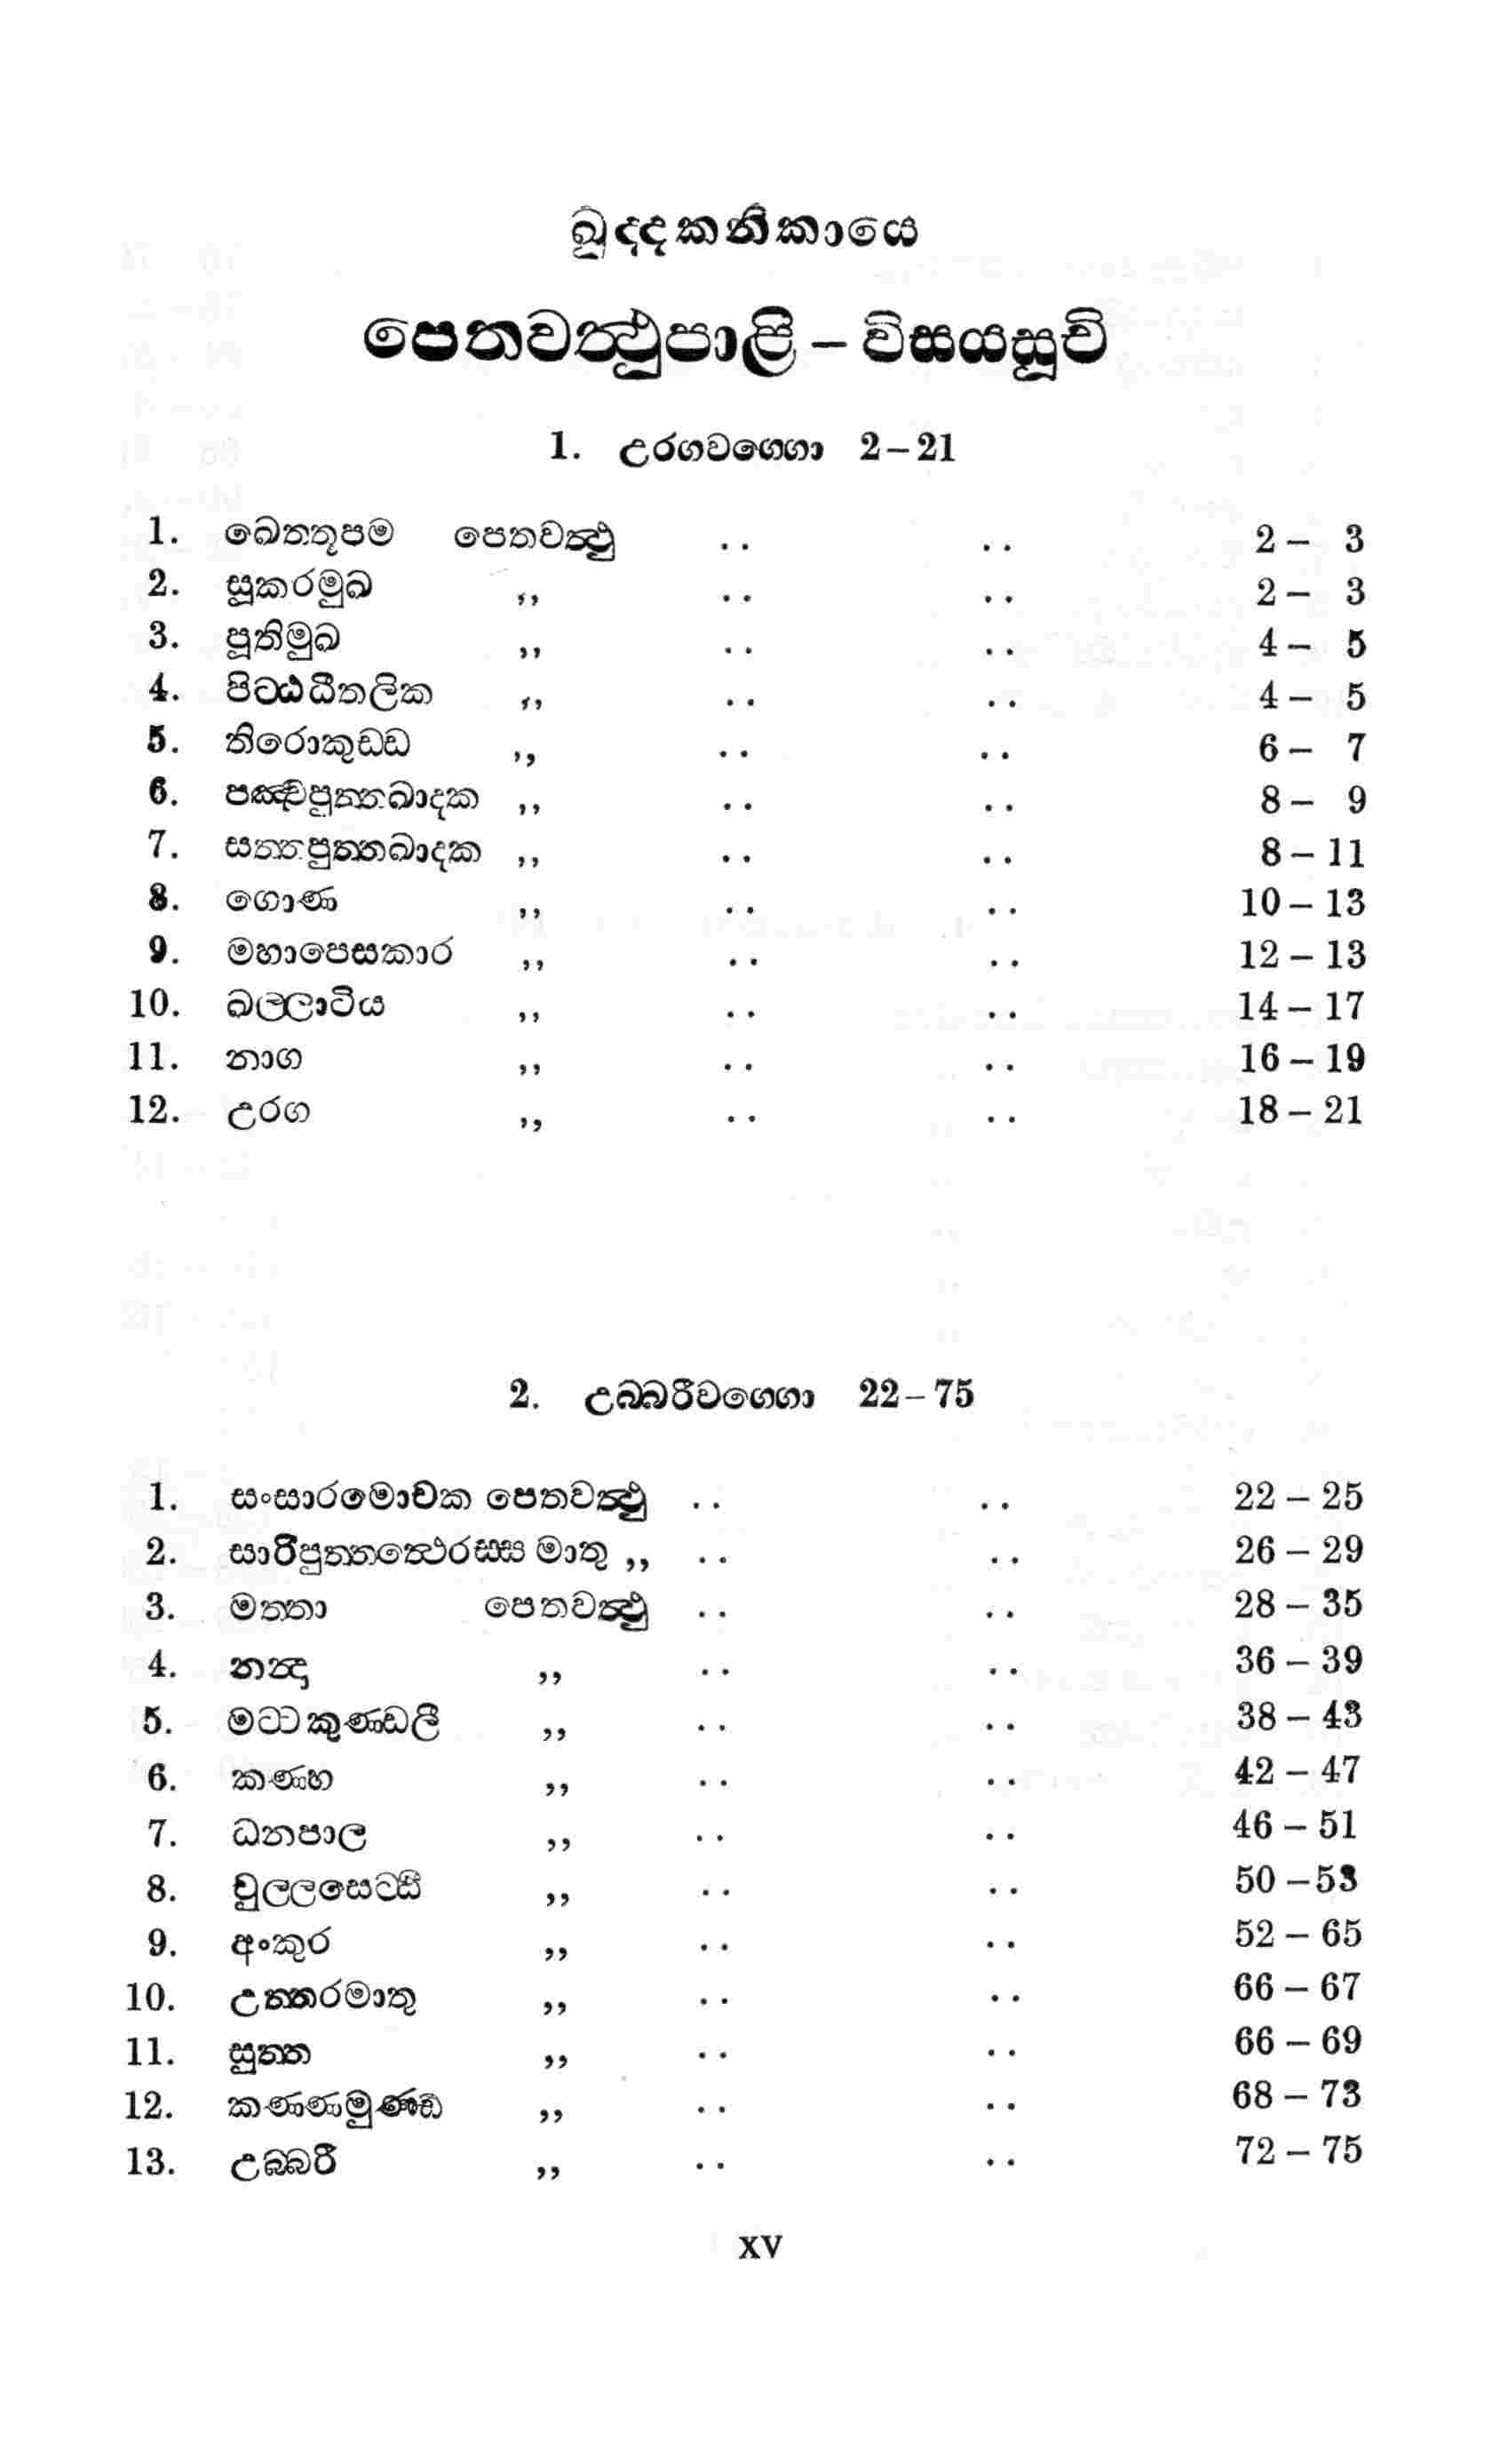 ඛුද්දකනිකායෙ
පෙතවත්ථුපාළි – විසයසූචි
1. උරගවග්ගො 2–21
1. ඛෙත්තූපම පෙතවත්ථු .. .. 2 – 3
2. සූකරමුඛ ,, .. .. 2 – 3
3. පූතිමුඛ ,, .. .. 4 – 5
4. පිට්ඨධීතලික ,, .. .. 4 – 5
5. තිරොකුඩ්ඩ ,, .. .. 6 – 7
6. පඤ්චපුත්තඛාදක ,, .. .. 8 – 9
7. සත්තපුත්තඛාදක ,, .. .. 8 – 11
8. ගොණ ,, .. .. 10 – 13
9. මහාපෙසකාර ,, .. .. 12 – 13
10. ඛල්ලාටිය ,, .. .. 14 – 17
11. නාග ,, .. .. 16 – 19
12. උරග ,, .. .. 18 – 21
2. උබ්බරීවග්ගො 22–75
1. සංසාරමොචක පෙතවත්ථු .. .. 22 – 25
2. සාරිපුත්තත්ථෙරස්ස මාතු ,, .. .. 26 – 29
3. මත්තා පෙතවත්ථු .. .. 28 – 35
4. නන්දා ,, .. .. 36 – 39
5. මට්ටකුණ්ඩලී ,, .. .. 38 – 43
6. කණ්හ ,, .. .. 42 – 47
7. ධනපාල ,, .. .. 46 – 51
8. චුල්ලසෙට්ඨි ,, .. .. 50 – 53
9. අංකුර ,, .. .. 52 – 65
10. උත්තරමාතු ,, .. .. 66 – 67
11. සුත්ත ,, .. .. 66 – 69
12. කණ්ණමුණ්ඩ ,, .. .. 68 – 73
13. උබ්බරී ,, .. .. 72 – 75
XV